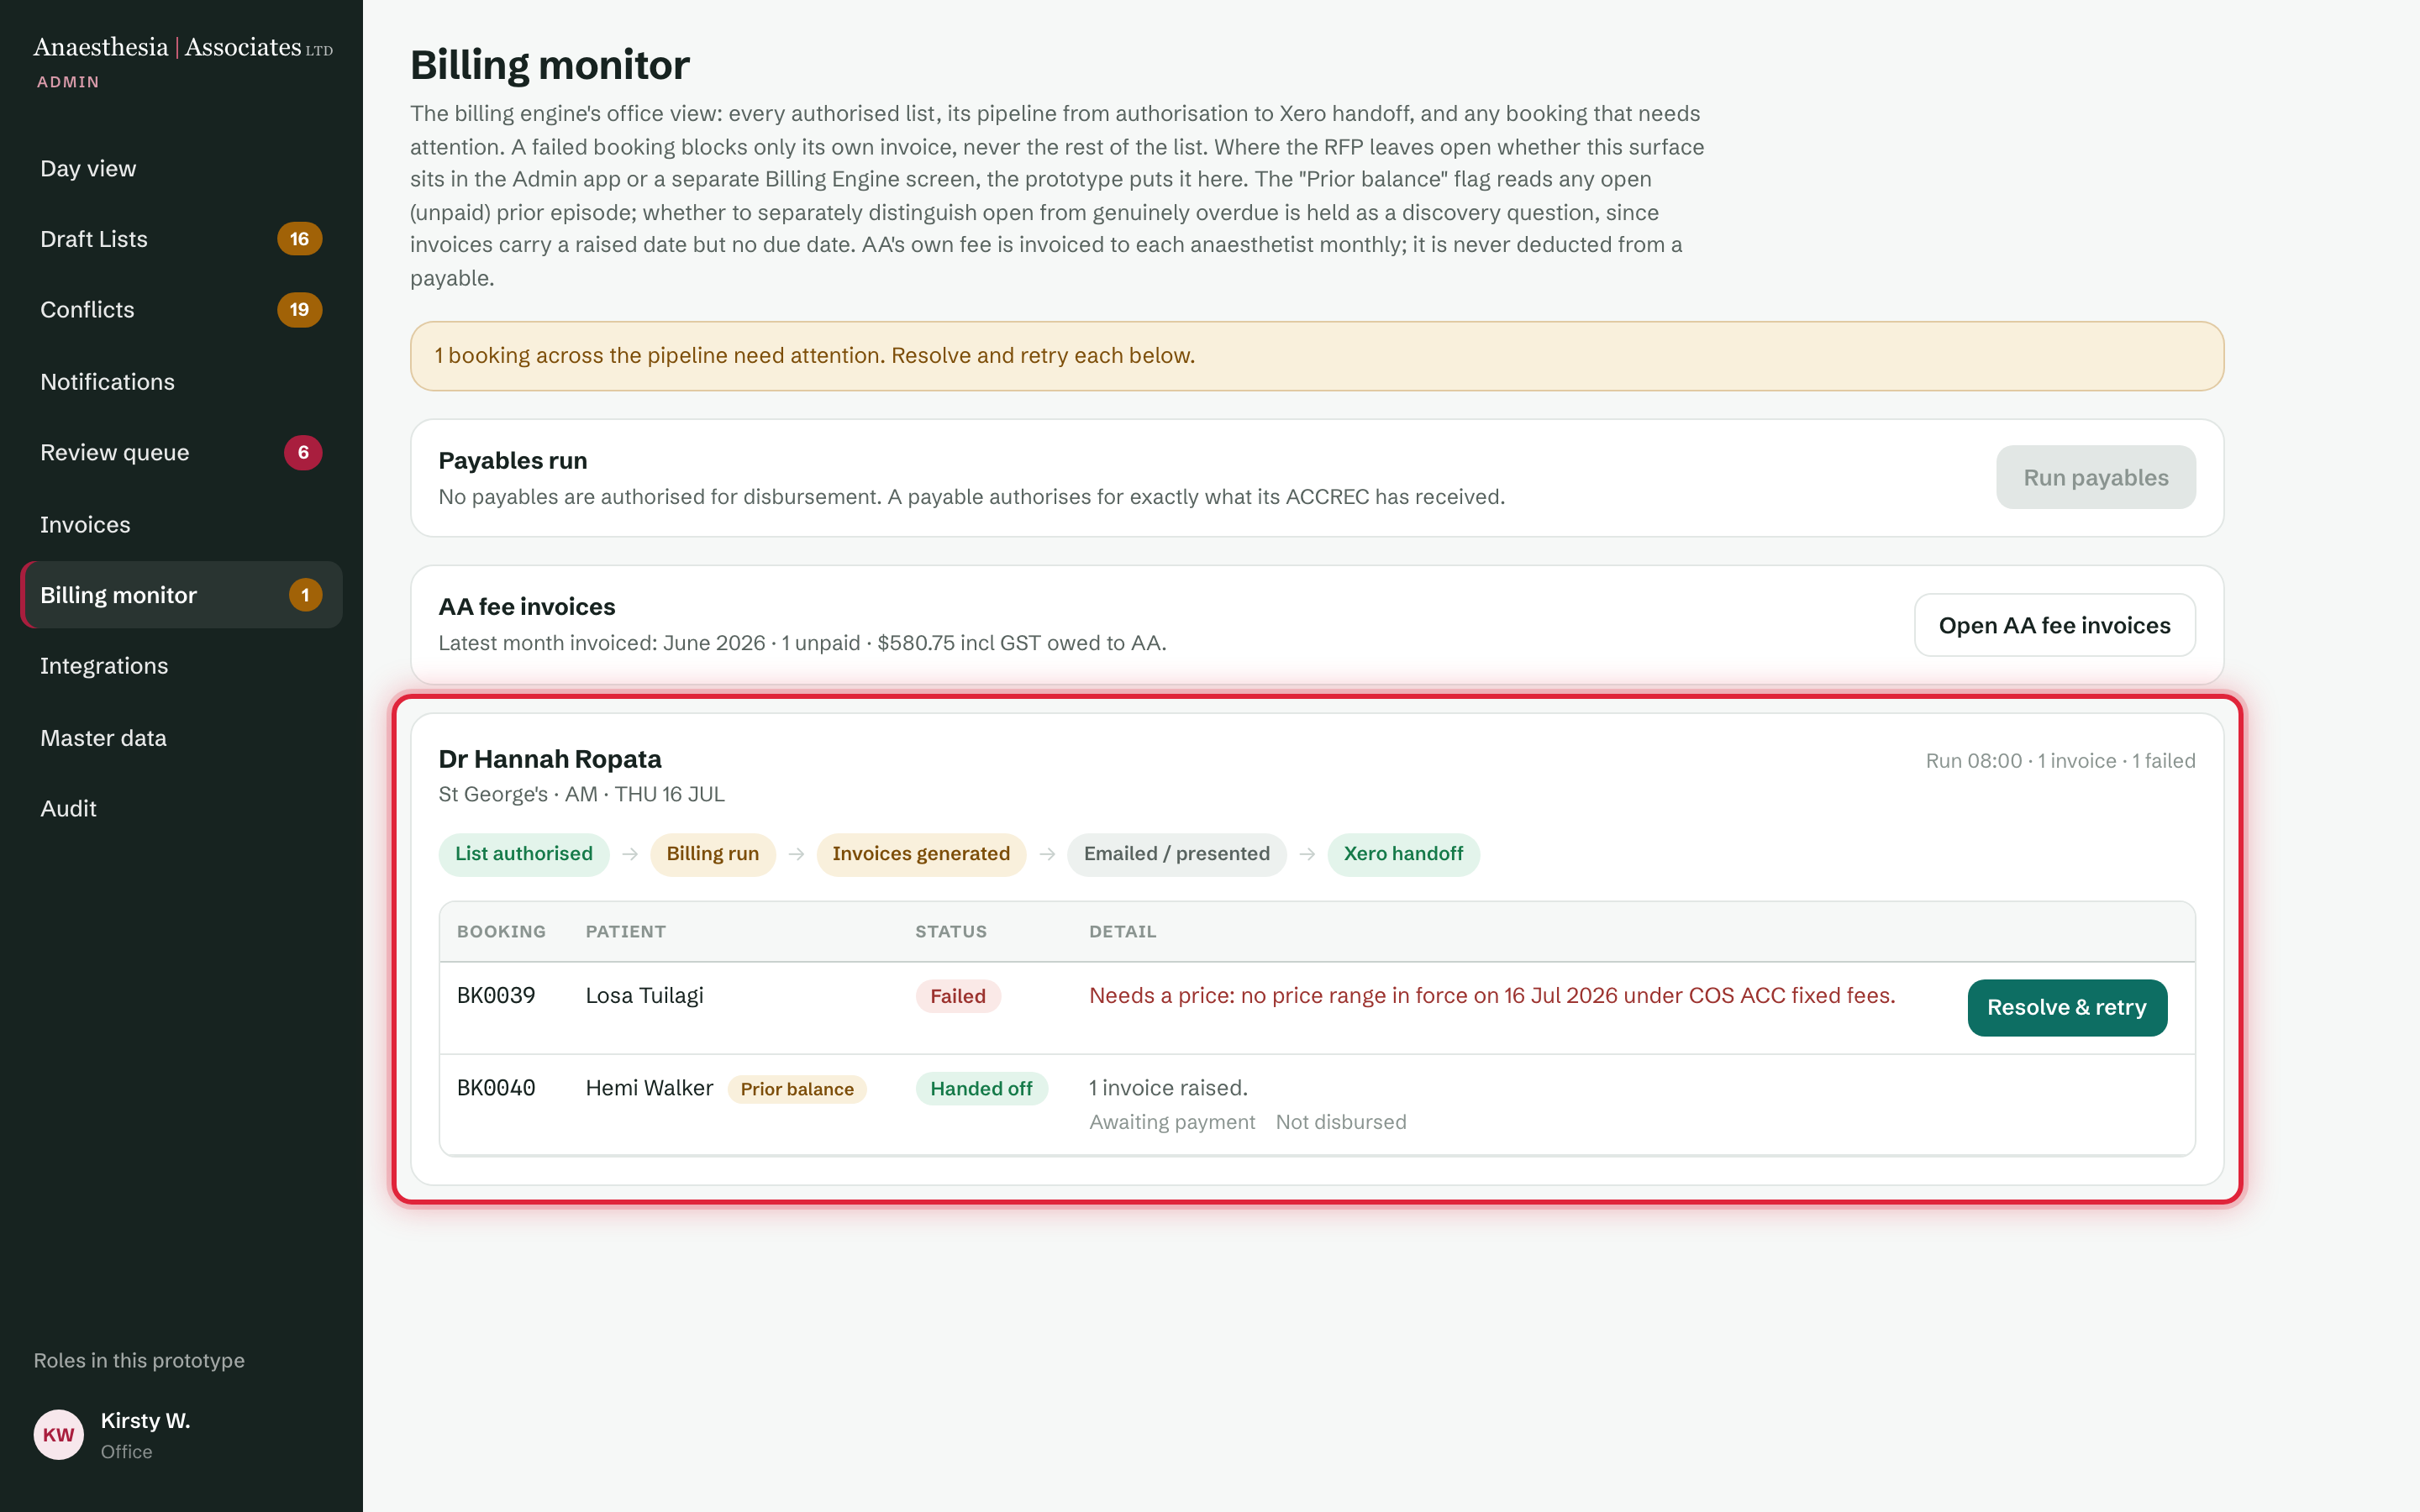 Anaesthesia | Associates LTD
ADMIN
Day view
Draft Lists 16
Conflicts 19
Notifications
Review queue 6
Invoices
Billing monitor 1
Integrations
Master data
Audit
Roles in this prototype
KW
Kirsty W.
Office
Billing monitor
The billing engine's office view: every authorised list, its pipeline from authorisation to Xero handoff, and any booking that needs
attention. A failed booking blocks only its own invoice, never the rest of the list. Where the RFP leaves open whether this surface
sits in the Admin app or a separate Billing Engine screen, the prototype puts it here. The "Prior balance" flag reads any open
(unpaid) prior episode; whether to separately distinguish open from genuinely overdue is held as a discovery question, since
invoices carry a raised date but no due date. AA's own fee is invoiced to each anaesthetist monthly; it is never deducted from a
payable.
1 booking across the pipeline need attention. Resolve and retry each below.
Payables run
No payables are authorised for disbursement. A payable authorises for exactly what its ACCREC has received.
Run payables
AA fee invoices
Latest month invoiced: June 2026 · 1 unpaid · $580.75 incl GST owed to AA.
Open AA fee invoices
Dr Hannah Ropata
Run 08:00 · 1 invoice · 1 failed
St George's · AM · THU 16 JUL
List authorised → Billing run → Invoices generated → Emailed / presented → Xero handoff
BOOKING PATIENT STATUS DETAIL
BK0039 Losa Tuilagi Failed Needs a price: no price range in force on 16 Jul 2026 under COS ACC fixed fees. Resolve & retry
BK0040 Hemi Walker Prior balance Handed off 1 invoice raised.
Awaiting payment Not disbursed